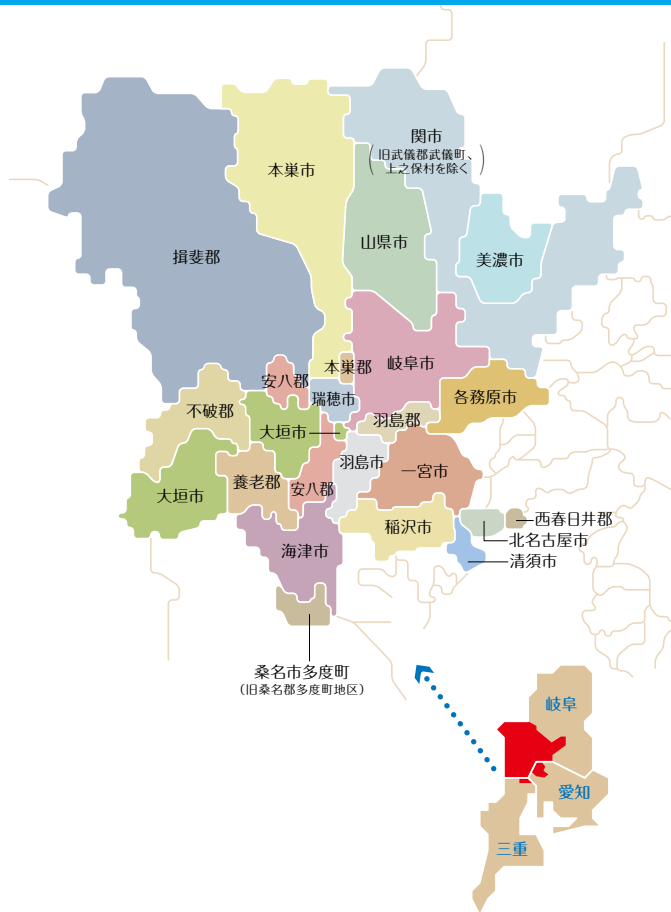 関市
(旧武儀郡武儀町、
上之保村を除く)
本巣市
山県市
揖斐郡
美濃市
本巣郡
岐阜市
安八郡
瑞穂市
各務原市
不破郡
羽島郡
大垣市
羽島市
一宮市
養老郡
安八郡
大垣市
西春日井郡
稲沢市
北名古屋市
海津市
清須市
桑名市多度町
(旧桑名郡多度町地区)
岐阜
愛知
三重